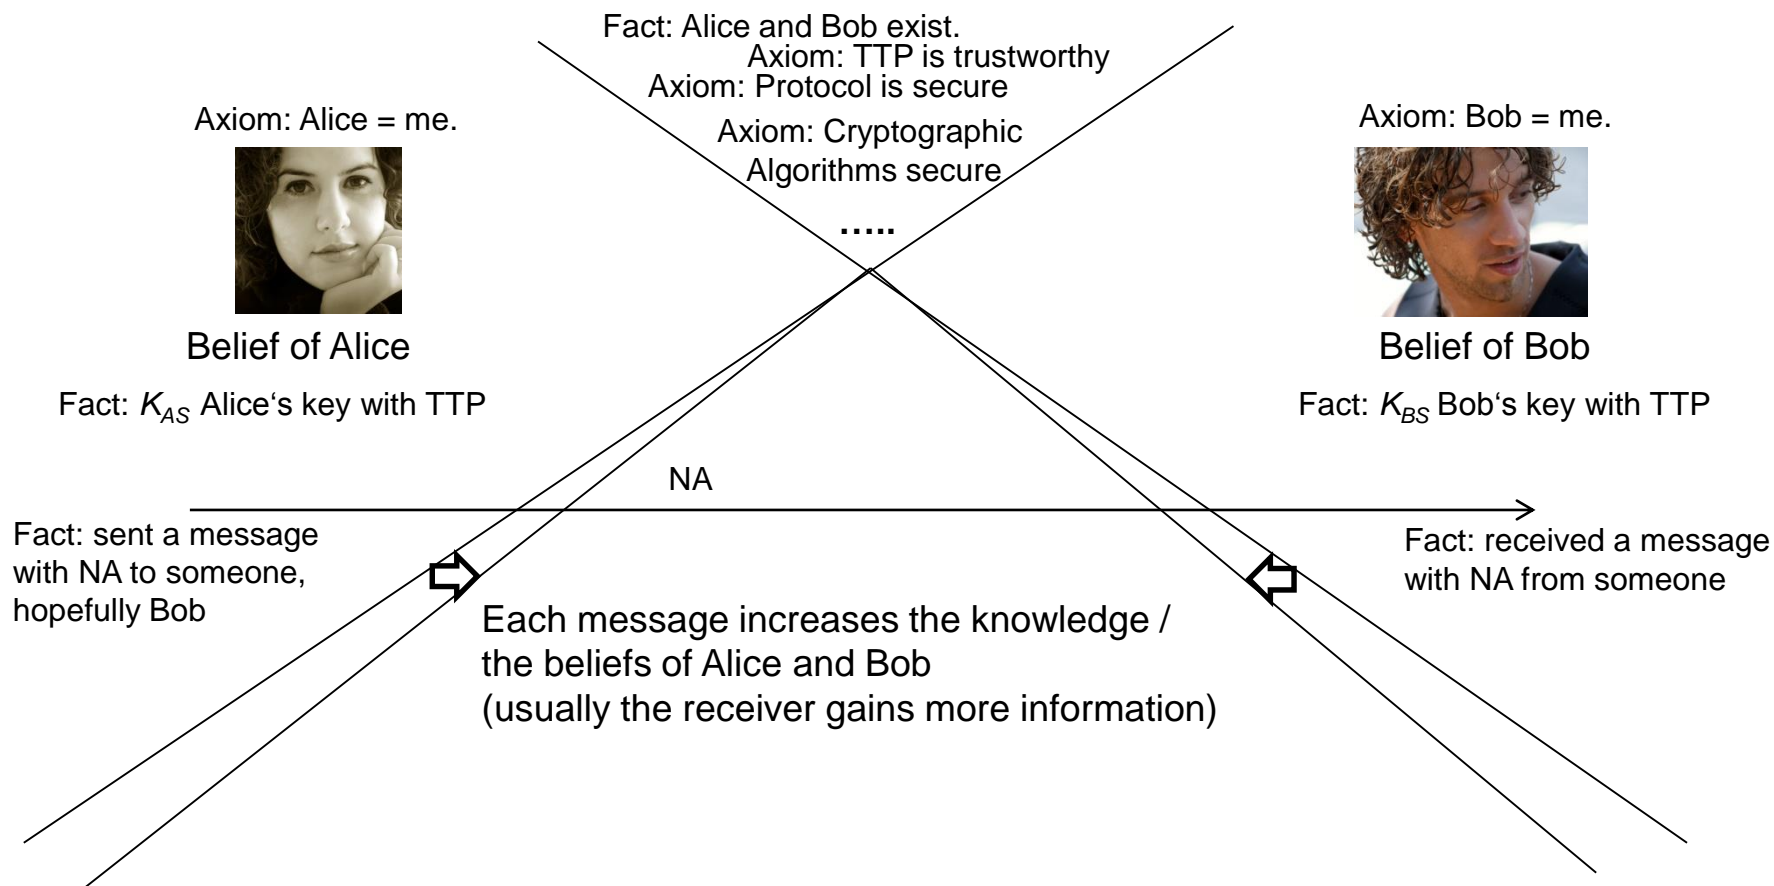 Fact: Alice and Bob exist.
Axiom: TTP is trustworthy
Axiom: Protocol is secure
Axiom: Alice = me.
Axiom: Cryptographic
Algorithms secure
Axiom: Bob = me.
.....
Belief of Alice
Belief of Bob
Fact: K_AS Alice‘s key with TTP
Fact: K_BS Bob‘s key with TTP
NA
Fact: sent a message
with NA to someone,
hopefully Bob
Fact: received a message
with NA from someone
Each message increases the knowledge /
the beliefs of Alice and Bob
(usually the receiver gains more information)